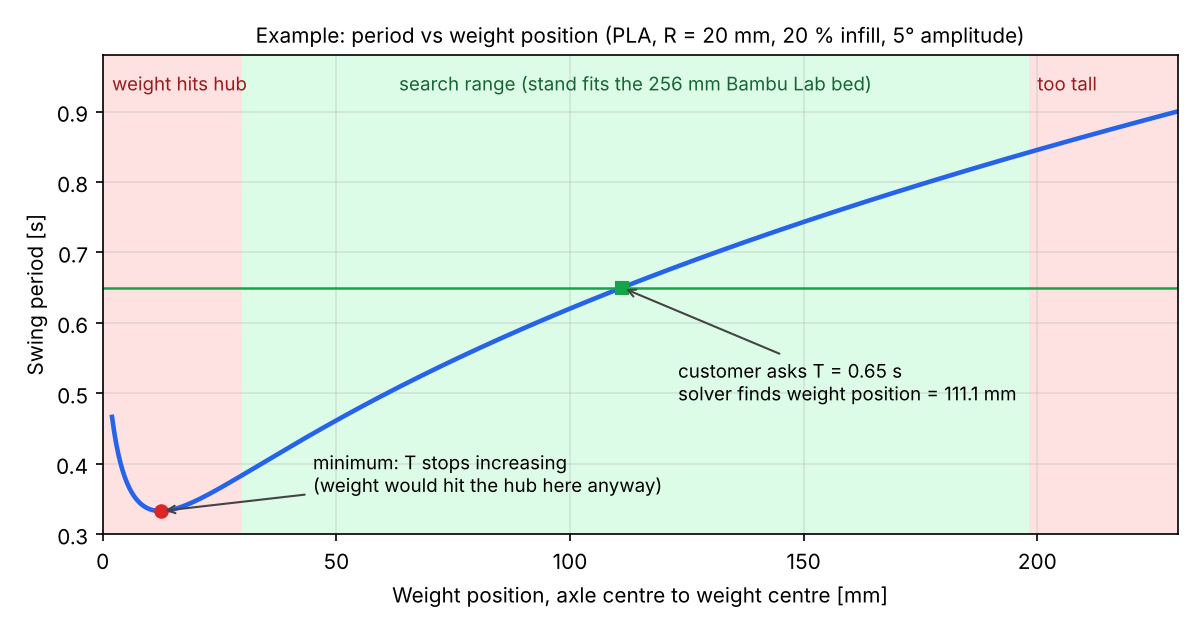 Example: period vs weight position (PLA, R = 20 mm, 20 % infill, 5° amplitude)
weight hits hub
search range (stand fits the 256 mm Bambu Lab bed)
too tall
0.9
0.8
0.7
0.6
0.5
0.4
0.3
Swing period [s]
customer asks T = 0.65 s
solver finds weight position = 111.1 mm
minimum: T stops increasing
(weight would hit the hub here anyway)
0
50
100
150
200
Weight position, axle centre to weight centre [mm]